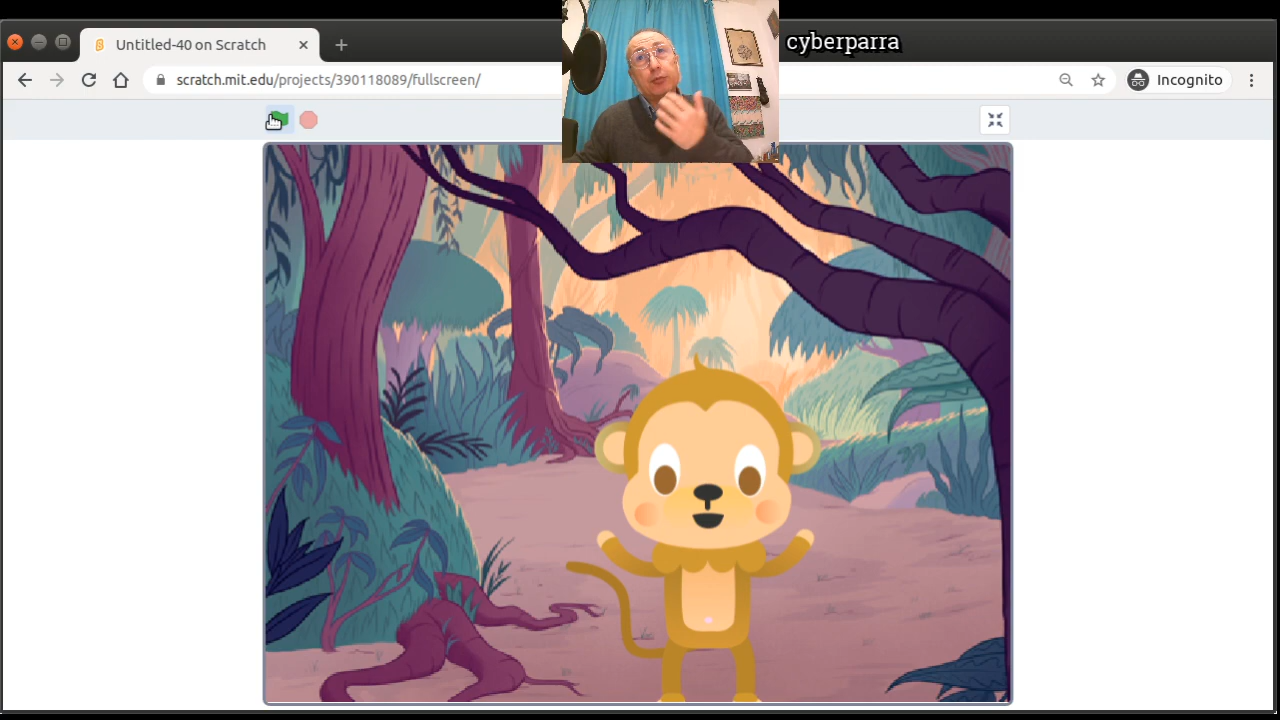 Untitled-40 on Scratch
cyberparra
scratch.mit.edu/projects/390118089/fullscreen/
Incognito